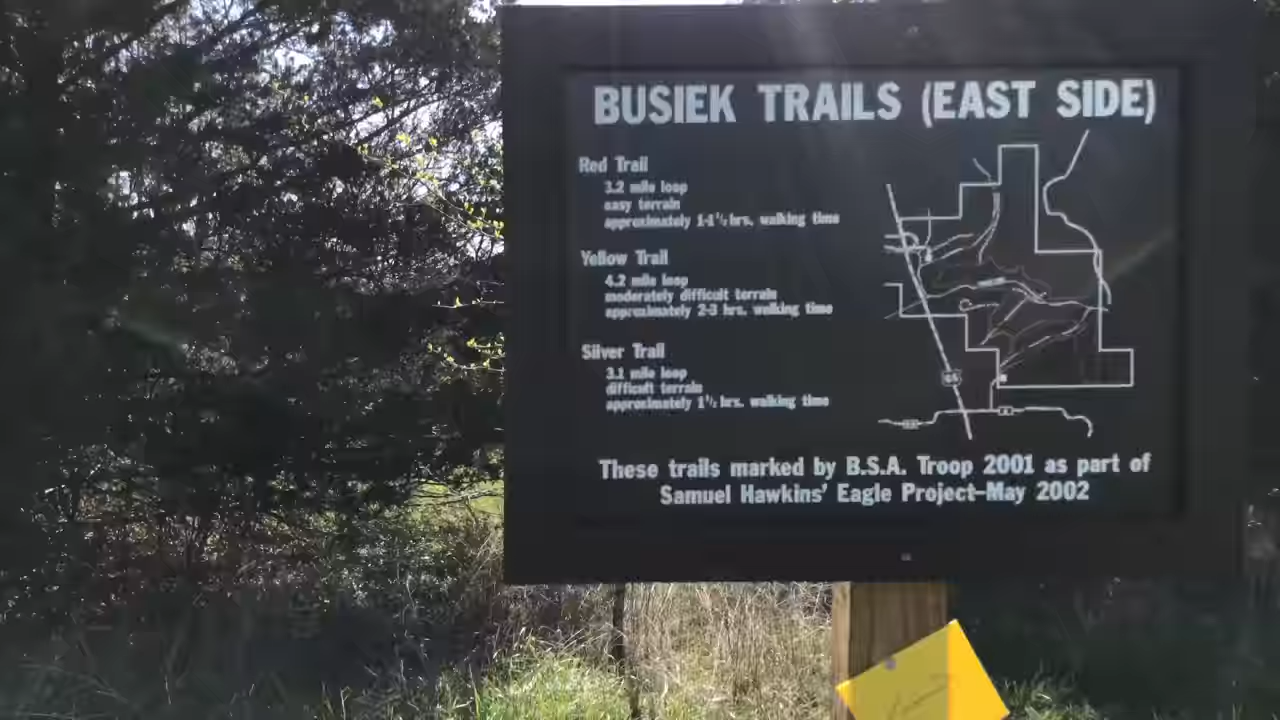 BUSIEK TRAILS (EAST SIDE)
Red Trail
3.2 mile loop
easy terrain
approximately 1-1½ hrs. walking time
Yellow Trail
4.2 mile loop
moderately difficult terrain
approximately 2-3 hrs. walking time
Silver Trail
3.1 mile loop
difficult terrain
approximately 1½ hrs. walking time
65
These trails marked by B.S.A. Troop 2001 as part of
Samuel Hawkins' Eagle Project-May 2002